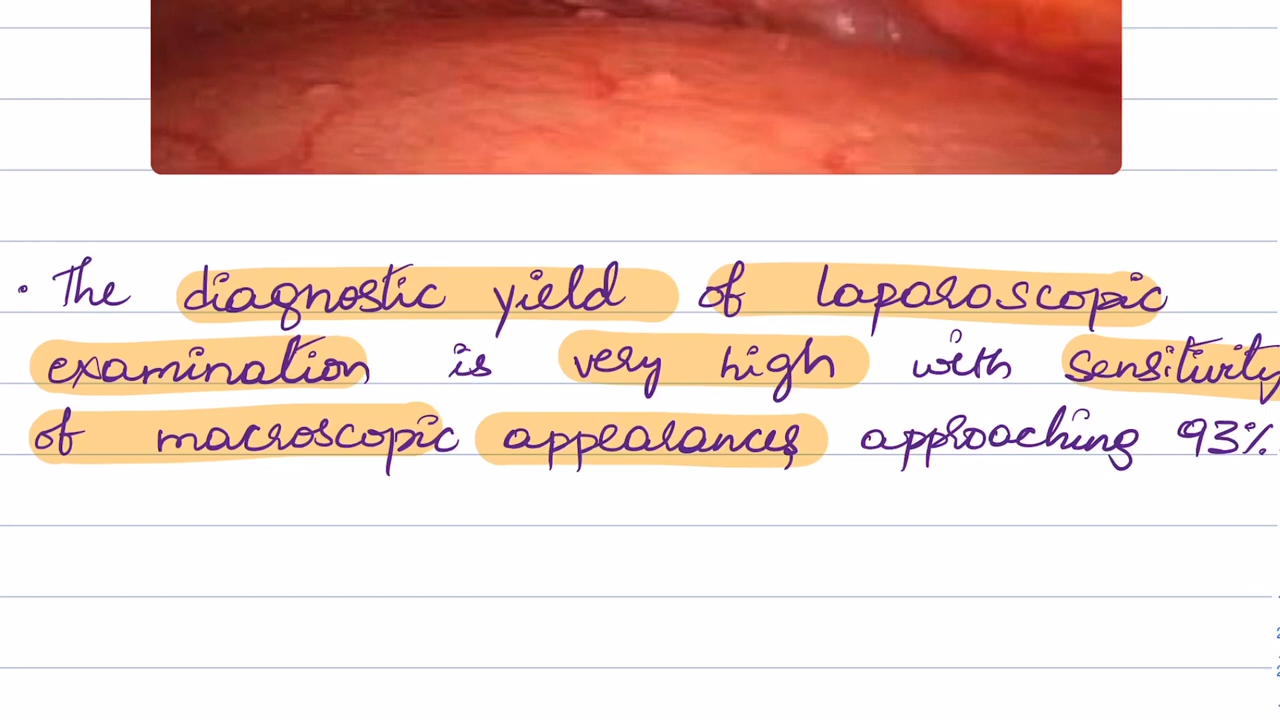 . The diagnostic yield of laparoscopic
examination is very high with sensitivity
of macroscopic appearances approaching 93%.